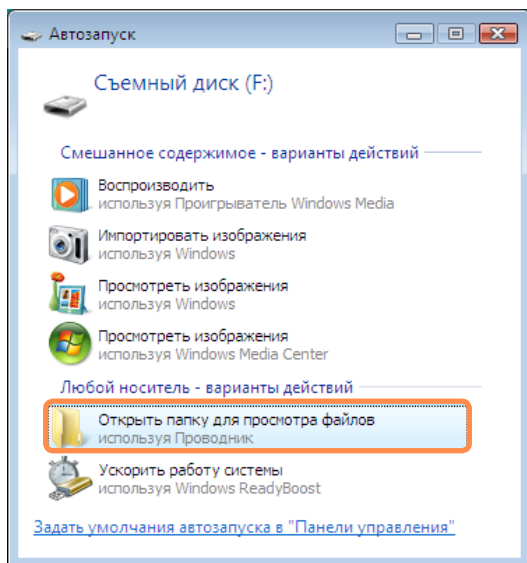 Автозапуск
Съемный диск (F:)
Смешанное содержимое - варианты действий
Воспроизводить
используя Проигрыватель Windows Media
Импортировать изображения
используя Windows
Просмотреть изображения
используя Windows
Просмотреть изображения
используя Windows Media Center
Любой носитель - варианты действий
Открыть папку для просмотра файлов
используя Проводник
Ускорить работу системы
используя Windows ReadyBoost
Задать умолчания автозапуска в "Панели управления"